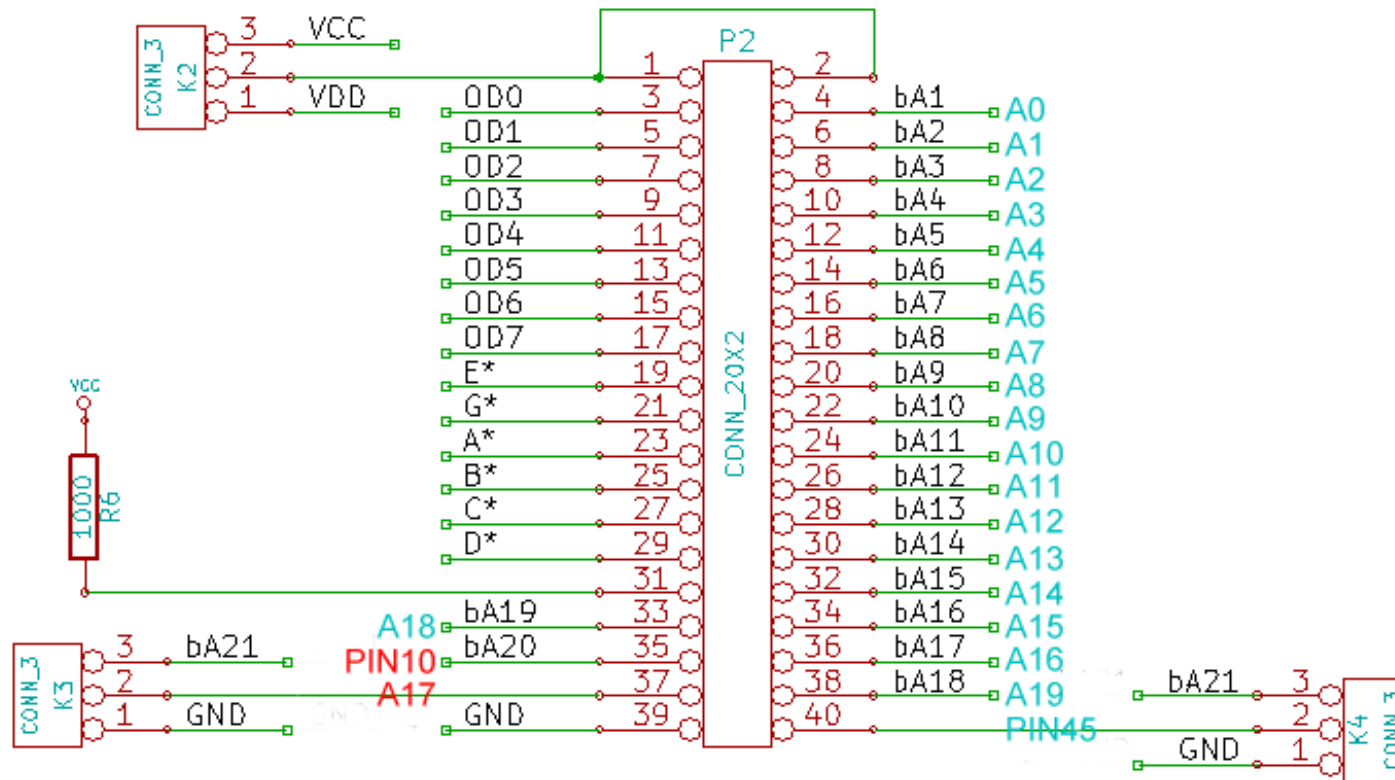 3 VCC
CONN_3
K2
2
1 VDD
P2
1 2
OD0 3 4 bA1 A0
OD1 5 6 bA2 A1
OD2 7 8 bA3 A2
OD3 9 10 bA4 A3
OD4 11 12 bA5 A4
OD5 13 14 bA6 A5
OD6 15 16 bA7 A6
OD7 17 18 bA8 A7
E* 19 20 bA9 A8
G* 21 22 bA10 A9
A* 23 24 bA11 A10
B* 25 26 bA12 A11
C* 27 28 bA13 A12
D* 29 30 bA14 A13
31 32 bA15 A14
A18 bA19 33 34 bA16 A15
PIN10 bA20 35 36 bA17 A16
A17 37 38 bA18 A19
GND 39 40 PIN45
CONN_20X2
VCC
1000
R6
3 bA21
CONN_3
K3
2
1 GND
bA21 3
2
GND 1
K4
CONN_3